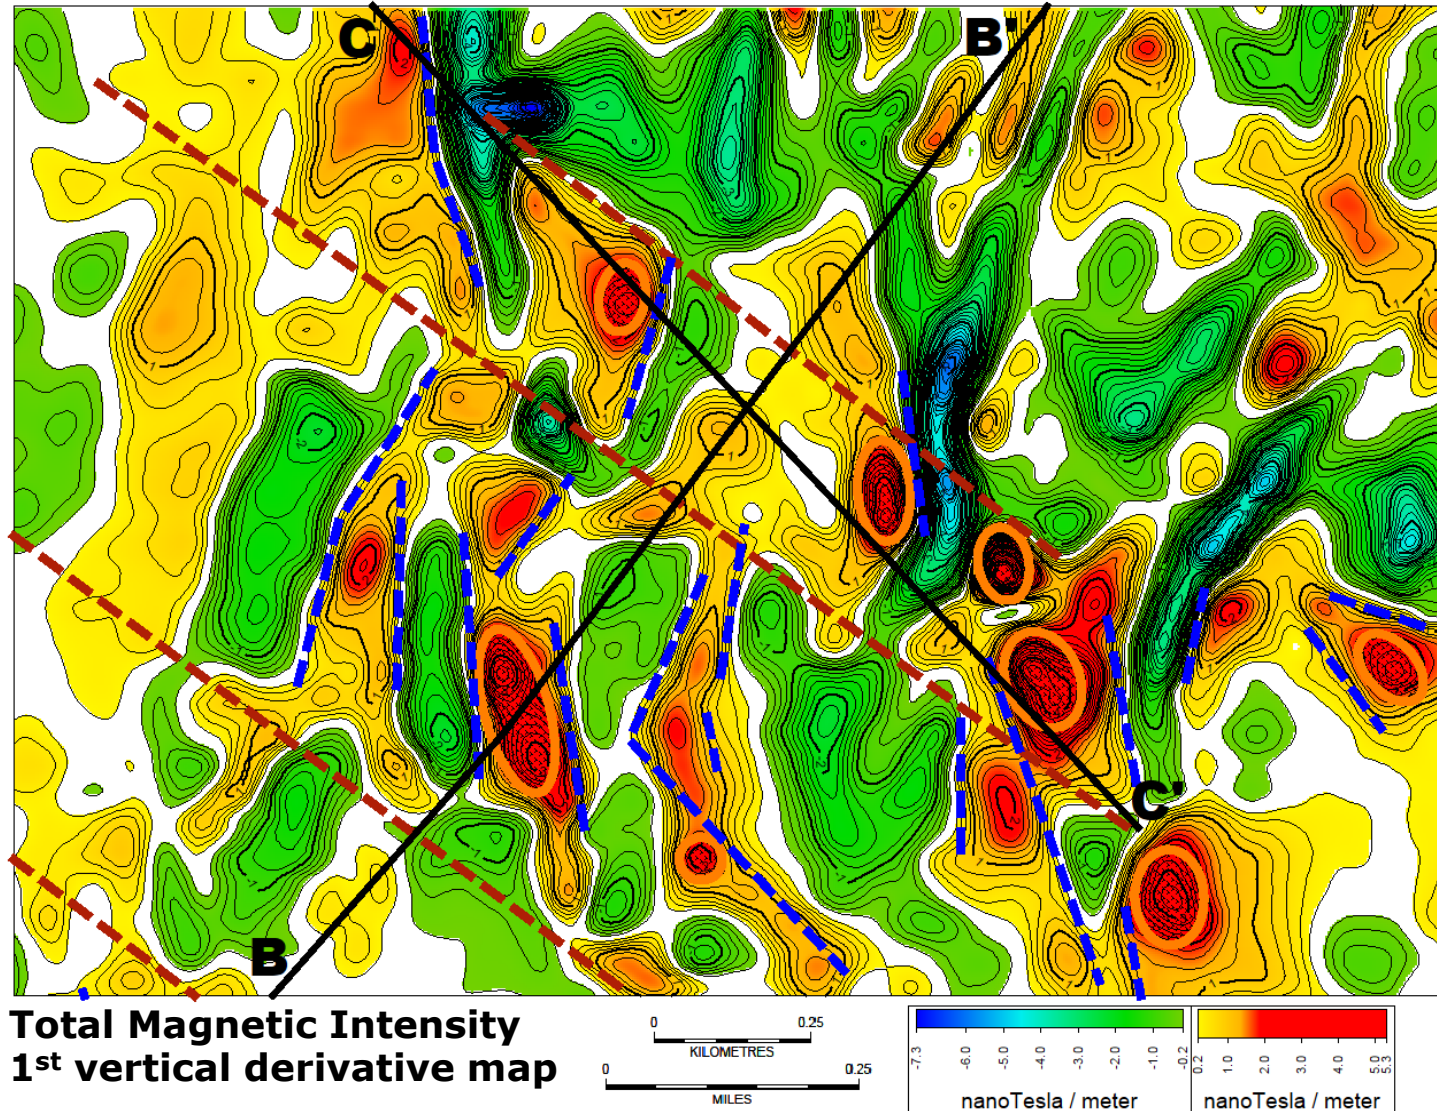 C
B'
C'
B
Total Magnetic Intensity
1st vertical derivative map
0 0.25
KILOMETRES
0 0.25
MILES
-7.3 -6.0 -5.0 -4.0 -3.0 -2.0 -1.0 -0.2
nanoTesla / meter
0.2 1.0 2.0 3.0 4.0 5.0 5.3
nanoTesla / meter